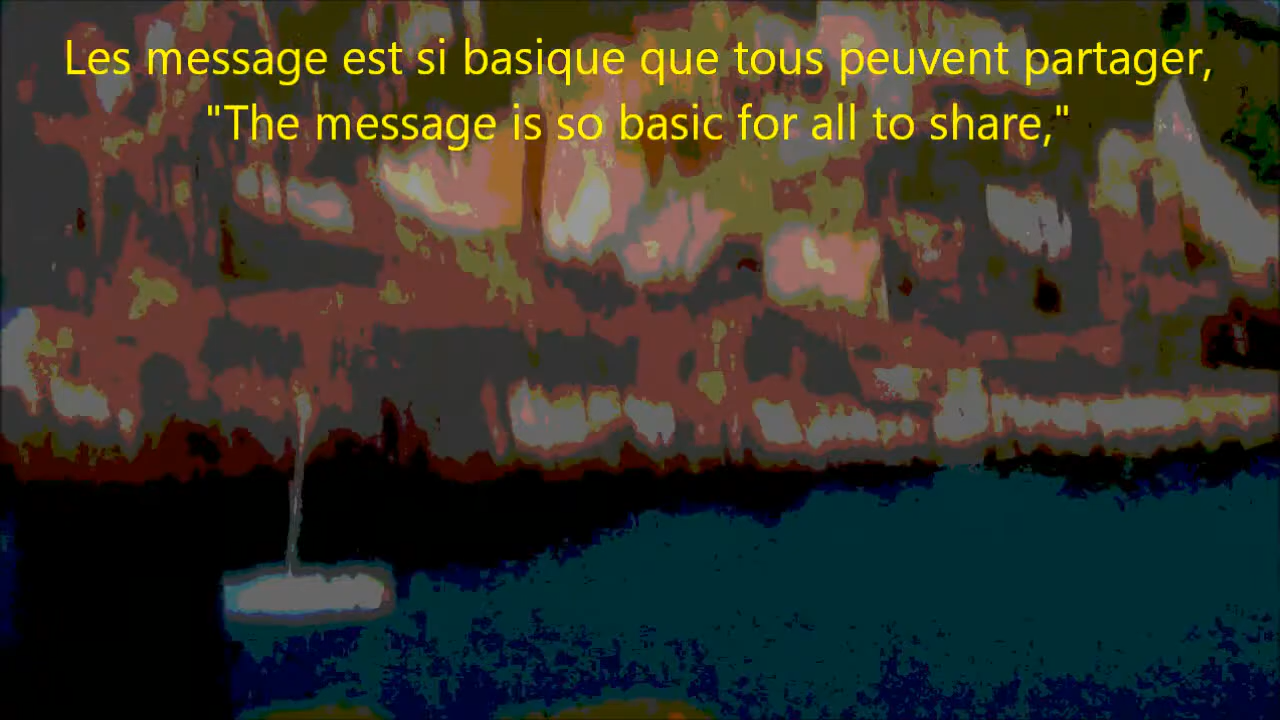 Les message est si basique que tous peuvent partager,
"The message is so basic for all to share,"